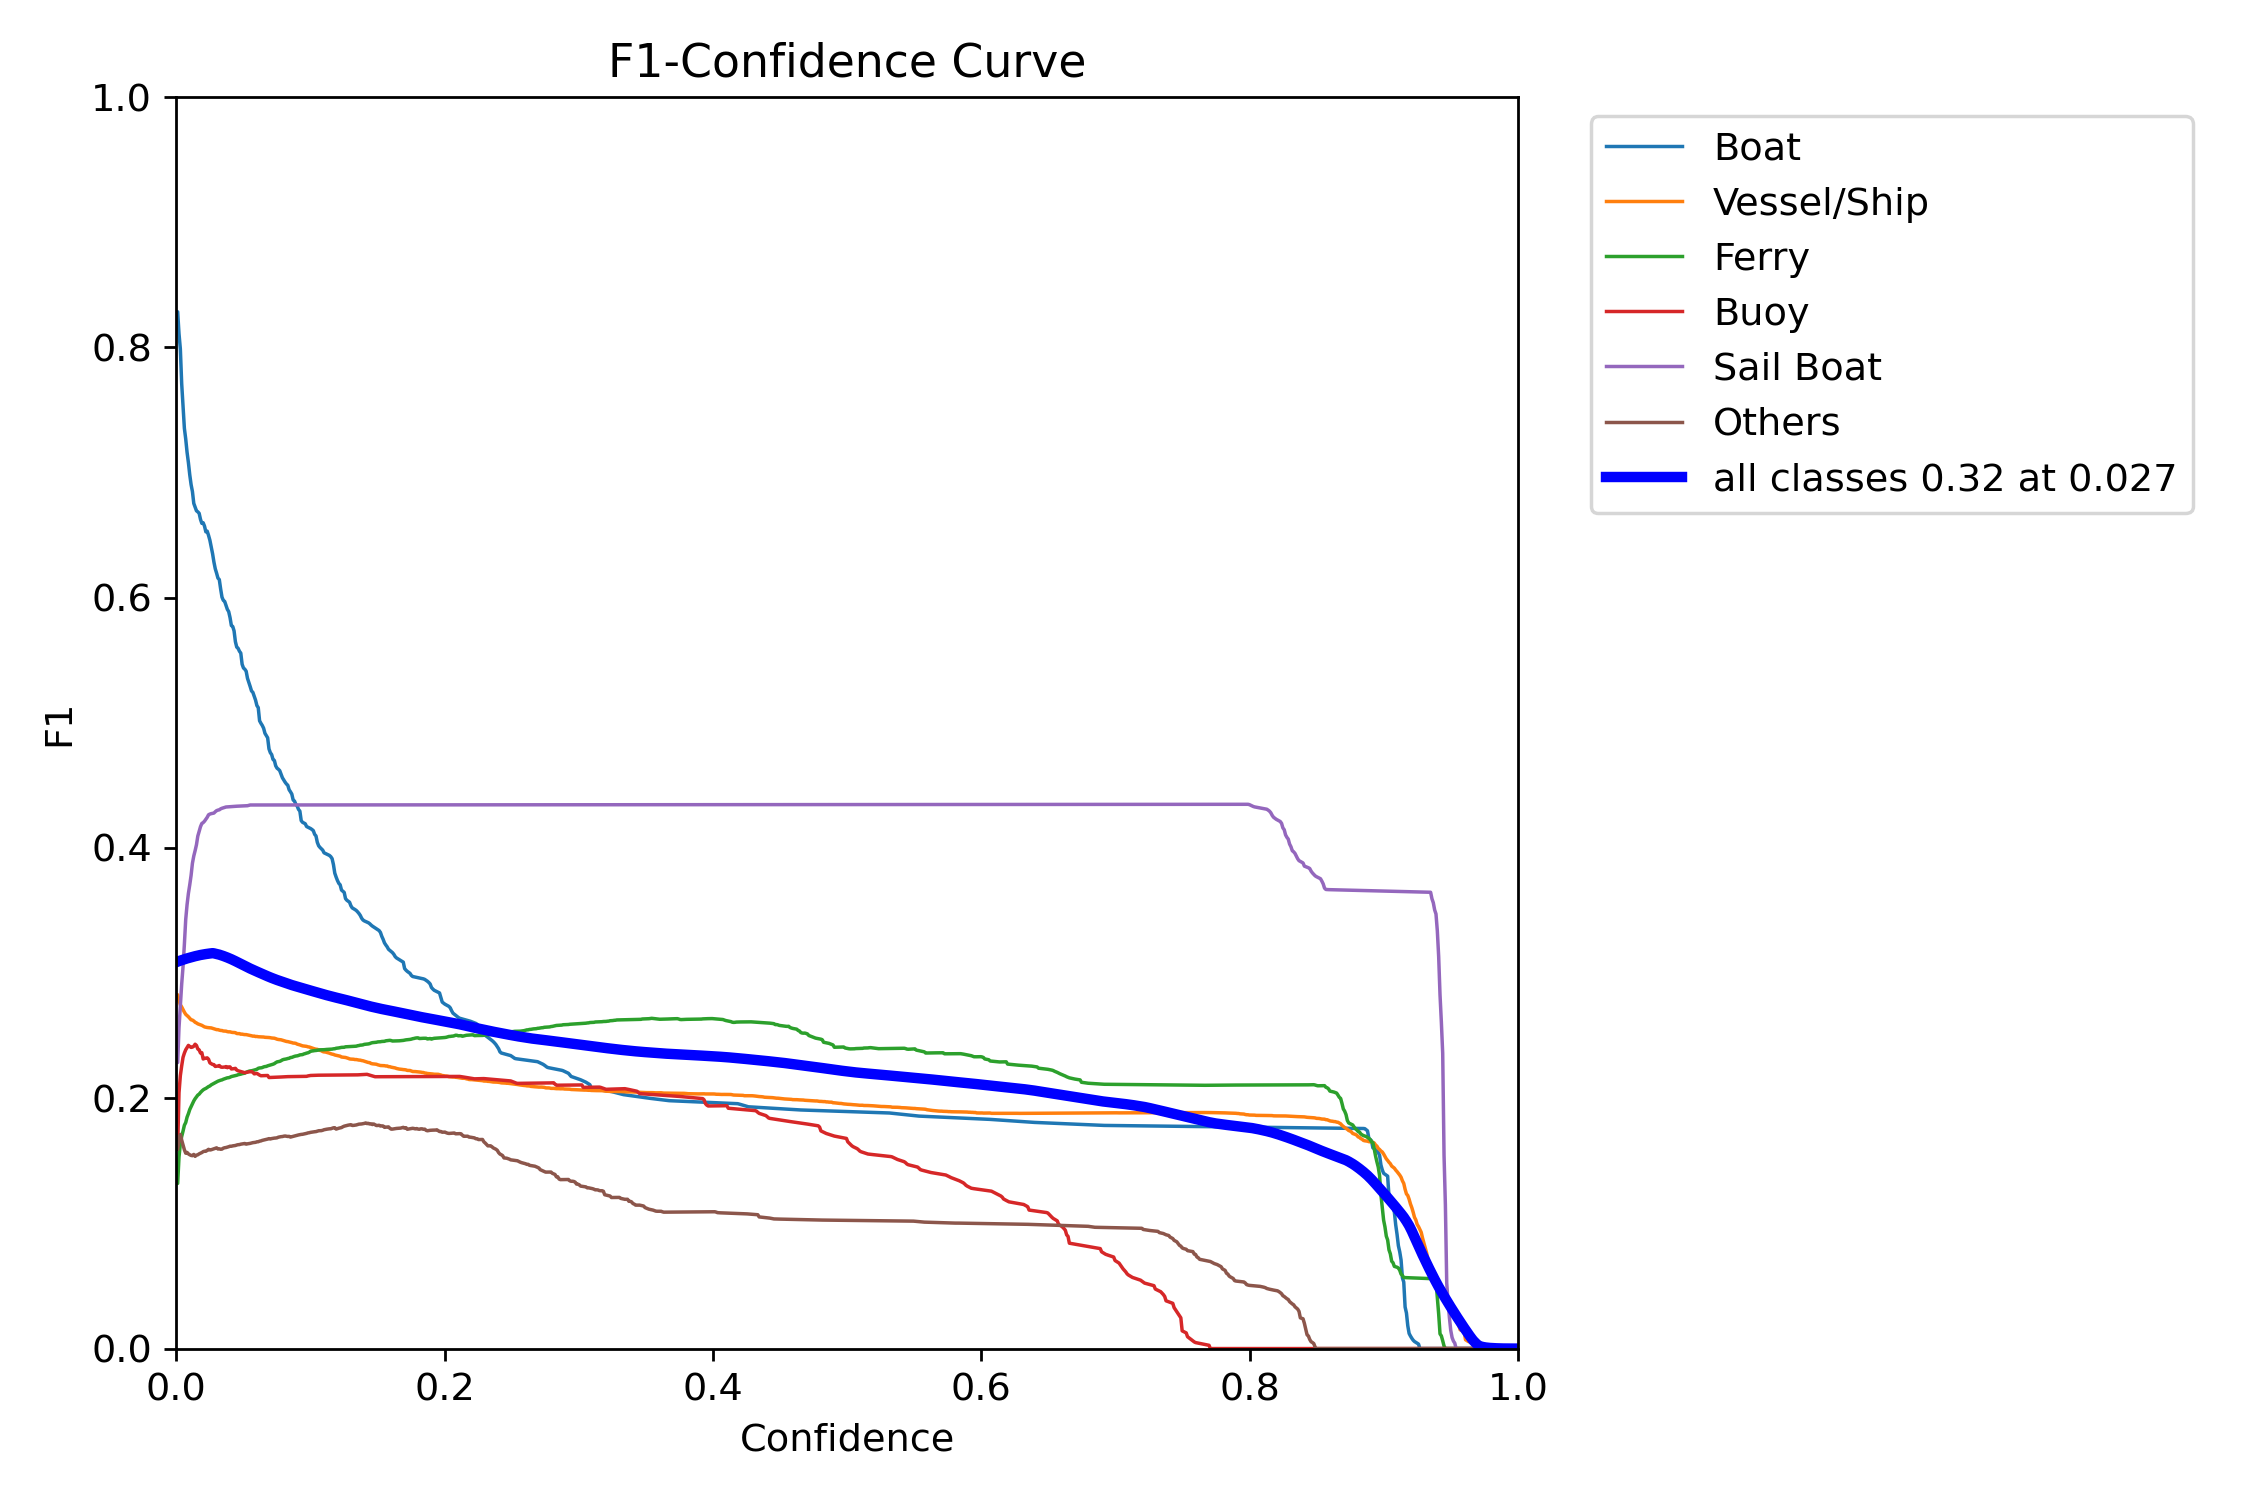 F1-Confidence Curve
1.0
0.8
0.6
0.4
0.2
0.0
F1
0.0 0.2 0.4 0.6 0.8 1.0
Confidence
Boat
Vessel/Ship
Ferry
Buoy
Sail Boat
Others
all classes 0.32 at 0.027